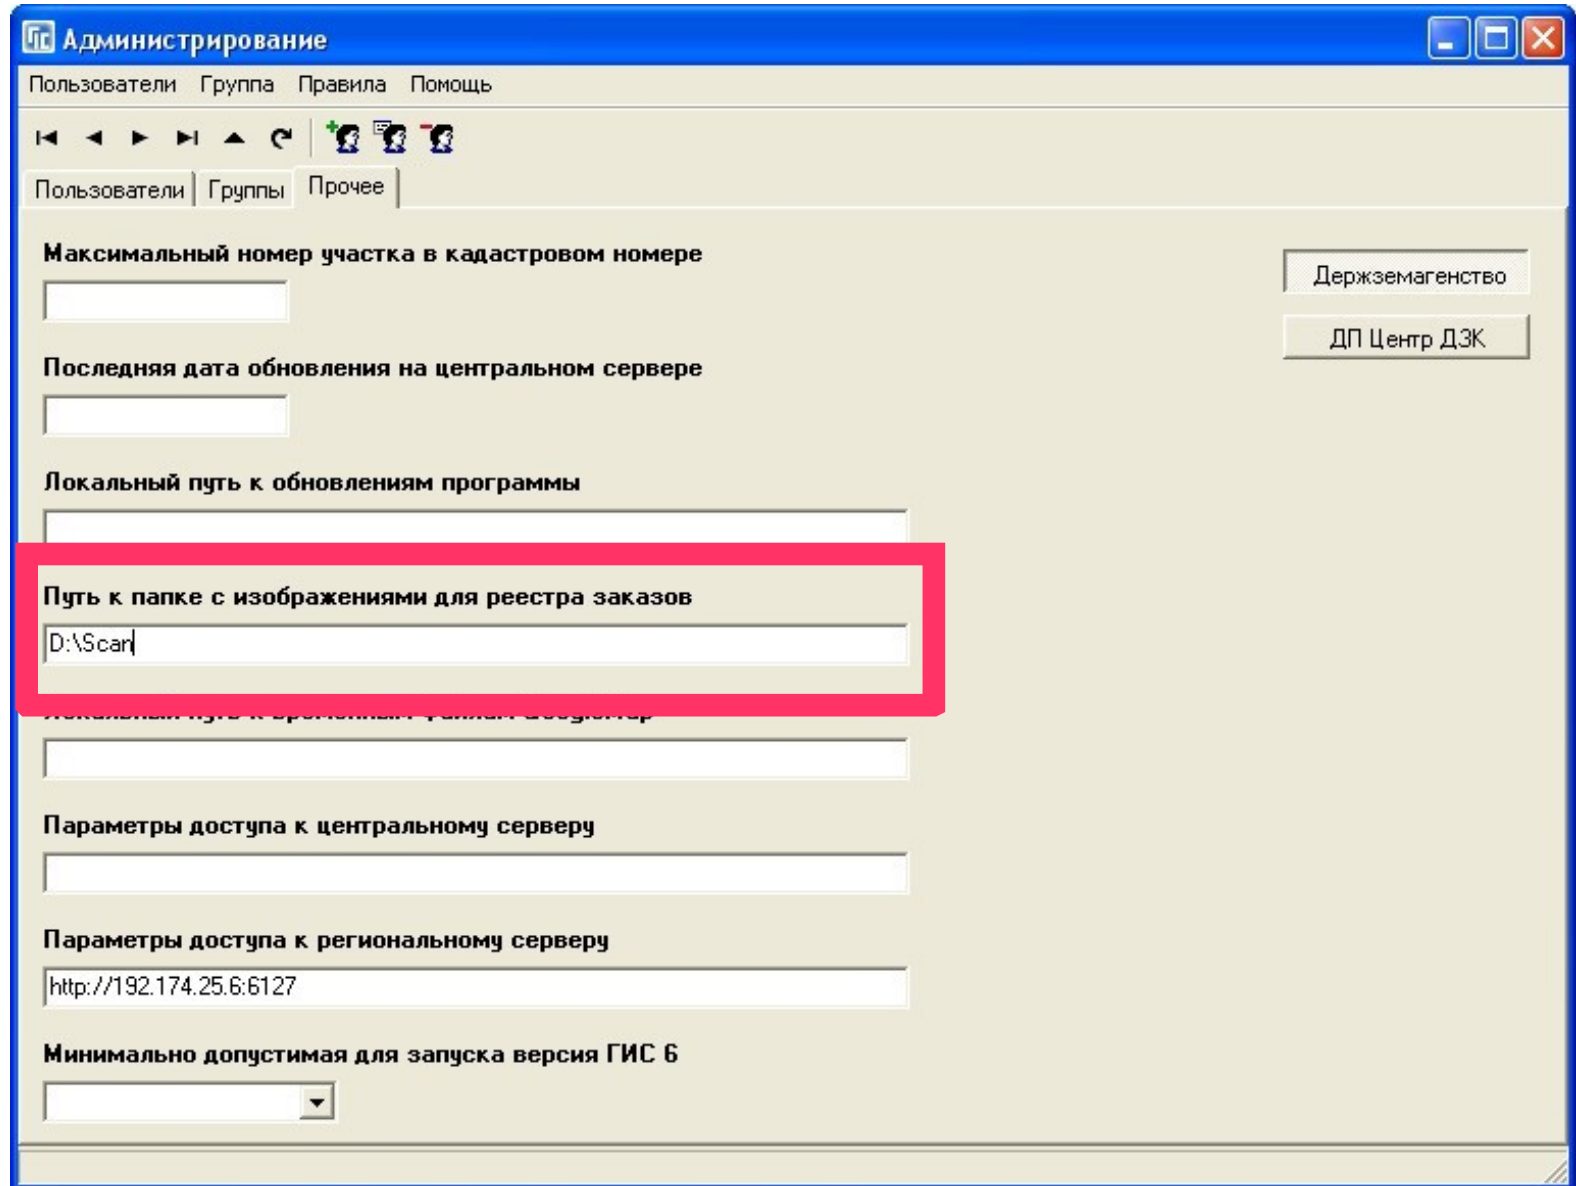 Администрирование
Пользователи Группа Правила Помощь
Пользователи Группы Прочее
Максимальный номер участка в кадастровом номере
Держземагенство
ДП Центр ДЗК
Последняя дата обновления на центральном сервере
Локальный путь к обновлениям программы
Путь к папке с изображениями для реестра заказов
D:\Scan
Параметры доступа к центральному серверу
Параметры доступа к региональному серверу
http://192.174.25.6:6127
Минимально допустимая для запуска версия ГИС 6